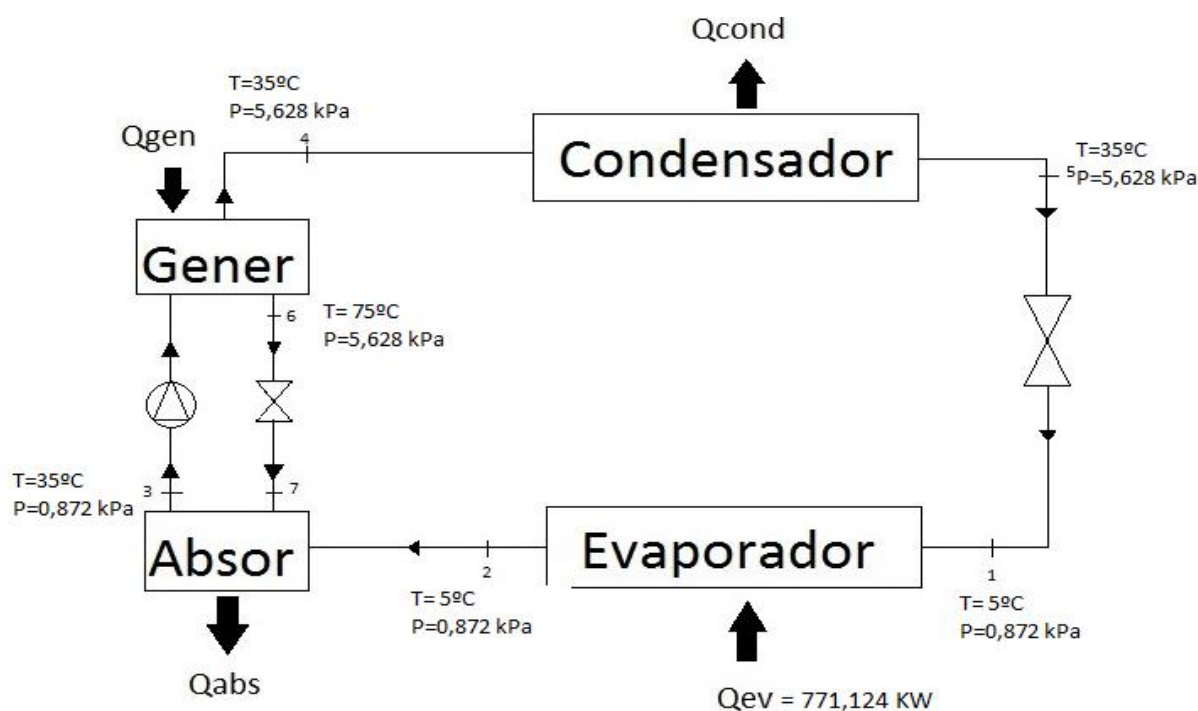 Qcond
T=35ºC
P=5,628 kPa
4
Qgen
Condensador
T=35ºC
5
P=5,628 kPa
Gener
6
T= 75ºC
P=5,628 kPa
T=35ºC
P=0,872 kPa
3
7
Absor
Evaporador
2
1
T= 5ºC
P=0,872 kPa
T= 5ºC
P=0,872 kPa
Qabs
Qev = 771,124 KW